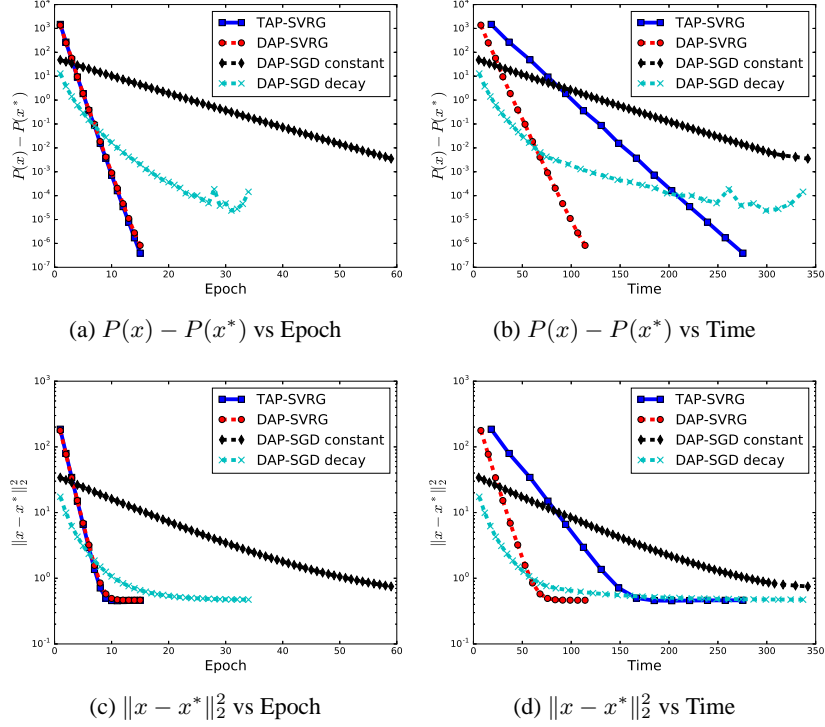 10^4
10^3
10^2
10^1
10^0
10^-1
10^-2
10^-3
10^-4
10^-5
10^-6
10^-7
P(x) − P(x*)
TAP-SVRG
DAP-SVRG
DAP-SGD constant
DAP-SGD decay
0 10 20 30 40 50 60
Epoch
(a) P(x) − P(x*) vs Epoch
10^4
10^3
10^2
10^1
10^0
10^-1
10^-2
10^-3
10^-4
10^-5
10^-6
10^-7
P(x) − P(x*)
TAP-SVRG
DAP-SVRG
DAP-SGD constant
DAP-SGD decay
0 50 100 150 200 250 300 350
Time
(b) P(x) − P(x*) vs Time
10^3
10^2
10^1
10^0
10^-1
‖x − x*‖₂²
TAP-SVRG
DAP-SVRG
DAP-SGD constant
DAP-SGD decay
0 10 20 30 40 50 60
Epoch
(c) ‖x − x*‖₂² vs Epoch
10^3
10^2
10^1
10^0
10^-1
‖x − x*‖₂²
TAP-SVRG
DAP-SVRG
DAP-SGD constant
DAP-SGD decay
0 50 100 150 200 250 300 350
Time
(d) ‖x − x*‖₂² vs Time